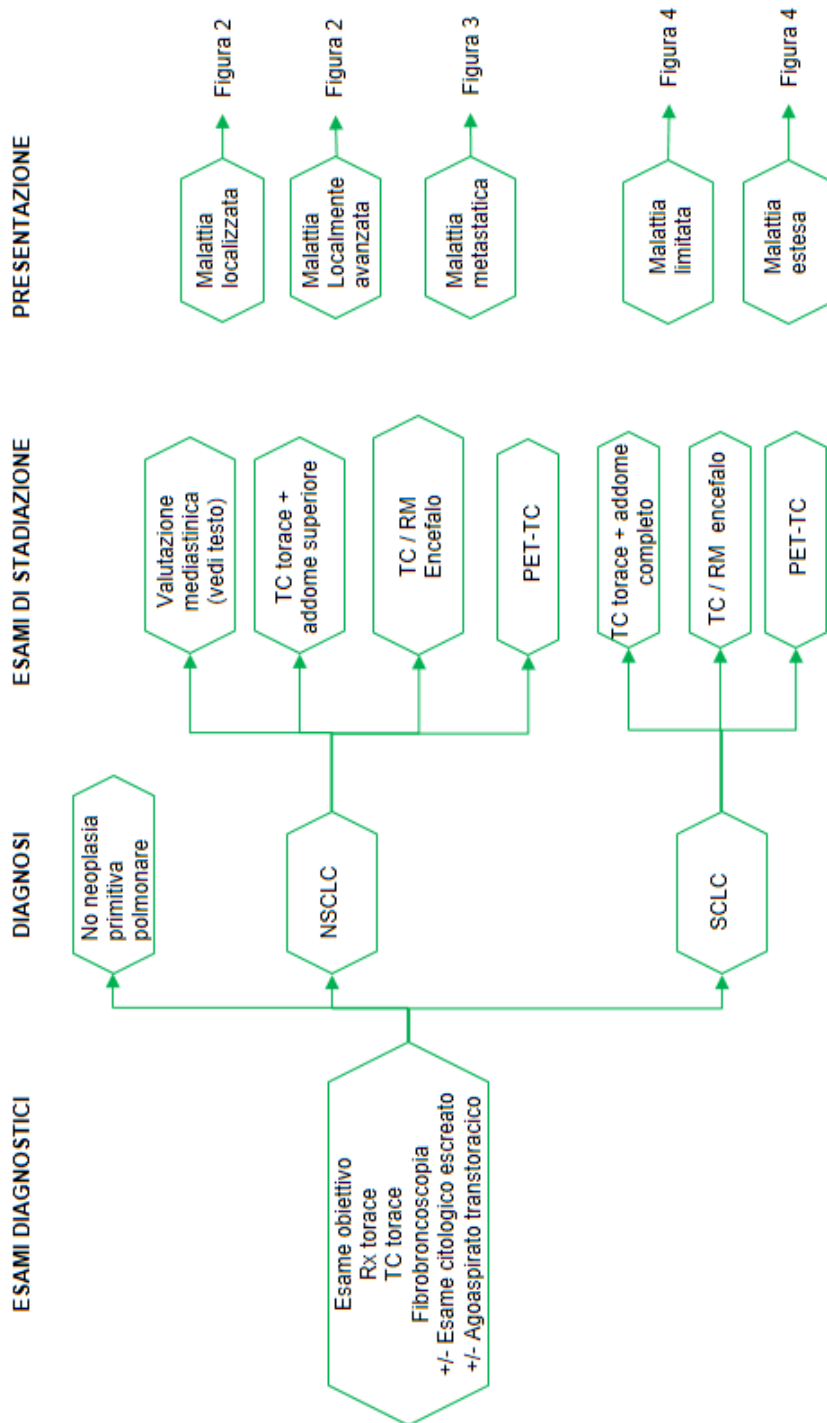 ESAMI DIAGNOSTICI
DIAGNOSI
ESAMI DI STADIAZIONE
PRESENTAZIONE
Esame obiettivo
Rx torace
TC torace
Fibrobroncoscopia
+/- Esame citologico escreato
+/- Agoaspirato transtoracico
No neoplasia
primitiva
polmonare
NSCLC
SCLC
Valutazione
mediastinica
(vedi testo)
TC torace +
addome superiore
TC / RM
Encefalo
PET-TC
TC torace + addome
completo
TC / RM encefalo
PET-TC
Malattia
localizzata
Figura 2
Malattia
Localmente
avanzata
Figura 2
Malattia
metastatica
Figura 3
Malattia
limitata
Figura 4
Malattia
estesa
Figura 4